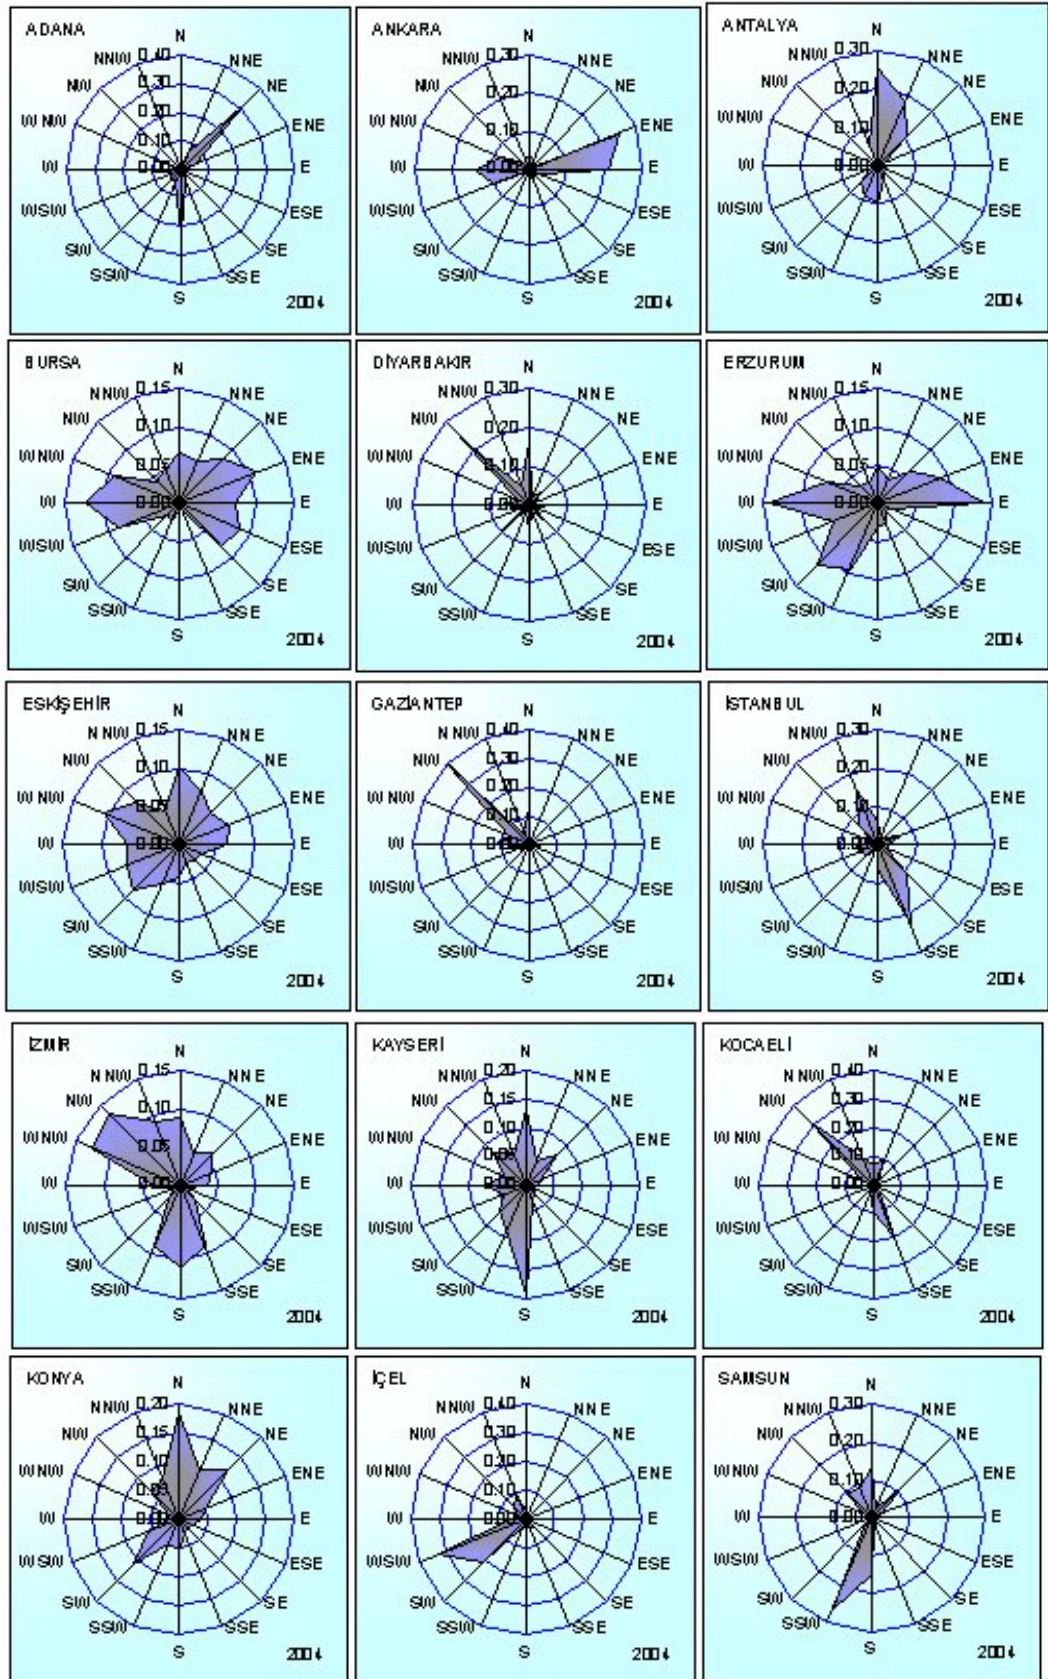 ADANA
N
NNW 0.40 NNE
NW 0.30 NE
0.20
WNW ENE
0.10
W 0.00 E
WSW ESE
SW SE
SSW SSE
S
2004
ANKARA
N
NNW 0.30 NNE
NW 0.20 NE
WNW 0.10 ENE
W 0.00 E
WSW ESE
SW SE
SSW SSE
S
2004
ANTALYA
N
NNW 0.30 NNE
NW 0.20 NE
WNW 0.10 ENE
W 0.00 E
WSW ESE
SW SE
SSW SSE
S
2004
BURSA
N
NNW 0.15 NNE
NW 0.10 NE
WNW 0.05 ENE
W 0.00 E
WSW ESE
SW SE
SSW SSE
S
2004
DİYARBAKIR
N
NNW 0.30 NNE
NW 0.20 NE
WNW 0.10 ENE
W 0.00 E
WSW ESE
SW SE
SSW SSE
S
2004
ERZURUM
N
NNW 0.15 NNE
NW 0.10 NE
WNW 0.05 ENE
W 0.00 E
WSW ESE
SW SE
SSW SSE
S
2004
ESKİŞEHİR
N
NNW 0.15 NNE
NW 0.10 NE
WNW 0.05 ENE
W 0.00 E
WSW ESE
SW SE
SSW SSE
S
2004
GAZİANTEP
N
NNW 0.40 NNE
NW 0.30 NE
0.20
WNW ENE
0.10
W 0.00 E
WSW ESE
SW SE
SSW SSE
S
2004
İSTANBUL
N
NNW 0.30 NNE
NW 0.20 NE
WNW 0.10 ENE
W 0.00 E
WSW ESE
SW SE
SSW SSE
S
2004
İZMİR
N
NNW 0.15 NNE
NW 0.10 NE
WNW 0.05 ENE
W 0.00 E
WSW ESE
SW SE
SSW SSE
S
2004
KAYSERİ
N
NNW 0.20 NNE
NW 0.15 NE
0.10
WNW ENE
0.05
W 0.00 E
WSW ESE
SW SE
SSW SSE
S
2004
KOCAELİ
N
NNW 0.40 NNE
NW 0.30 NE
0.20
WNW ENE
0.10
W 0.00 E
WSW ESE
SW SE
SSW SSE
S
2004
KONYA
N
NNW 0.20 NNE
NW 0.15 NE
0.10
WNW ENE
0.05
W 0.00 E
WSW ESE
SW SE
SSW SSE
S
2004
İÇEL
N
NNW 0.40 NNE
NW 0.30 NE
0.20
WNW ENE
0.10
W 0.00 E
WSW ESE
SW SE
SSW SSE
S
2004
SAMSUN
N
NNW 0.30 NNE
NW 0.20 NE
WNW 0.10 ENE
W 0.00 E
WSW ESE
SW SE
SSW SSE
S
2004